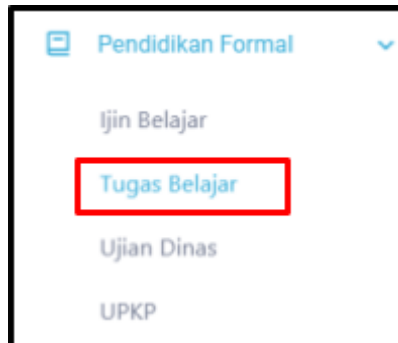 Pendidikan Formal
Ijin Belajar
Tugas Belajar
Ujian Dinas
UPKP